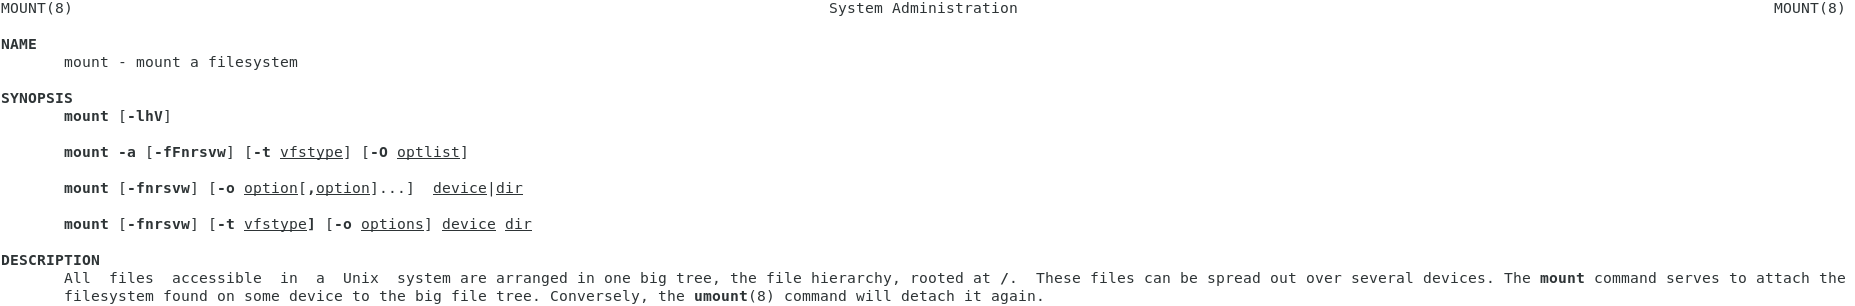 MOUNT(8) System Administration MOUNT(8)
NAME
mount - mount a filesystem
SYNOPSIS
mount [-lhV]
mount -a [-fFnrsvw] [-t vfstype] [-O optlist]
mount [-fnrsvw] [-o option[,option]...]  device|dir
mount [-fnrsvw] [-t vfstype] [-o options] device dir
DESCRIPTION
All  files  accessible  in  a  Unix  system are arranged in one big tree, the file hierarchy, rooted at /.  These files can be spread out over several devices. The mount command serves to attach the
filesystem found on some device to the big file tree. Conversely, the umount(8) command will detach it again.